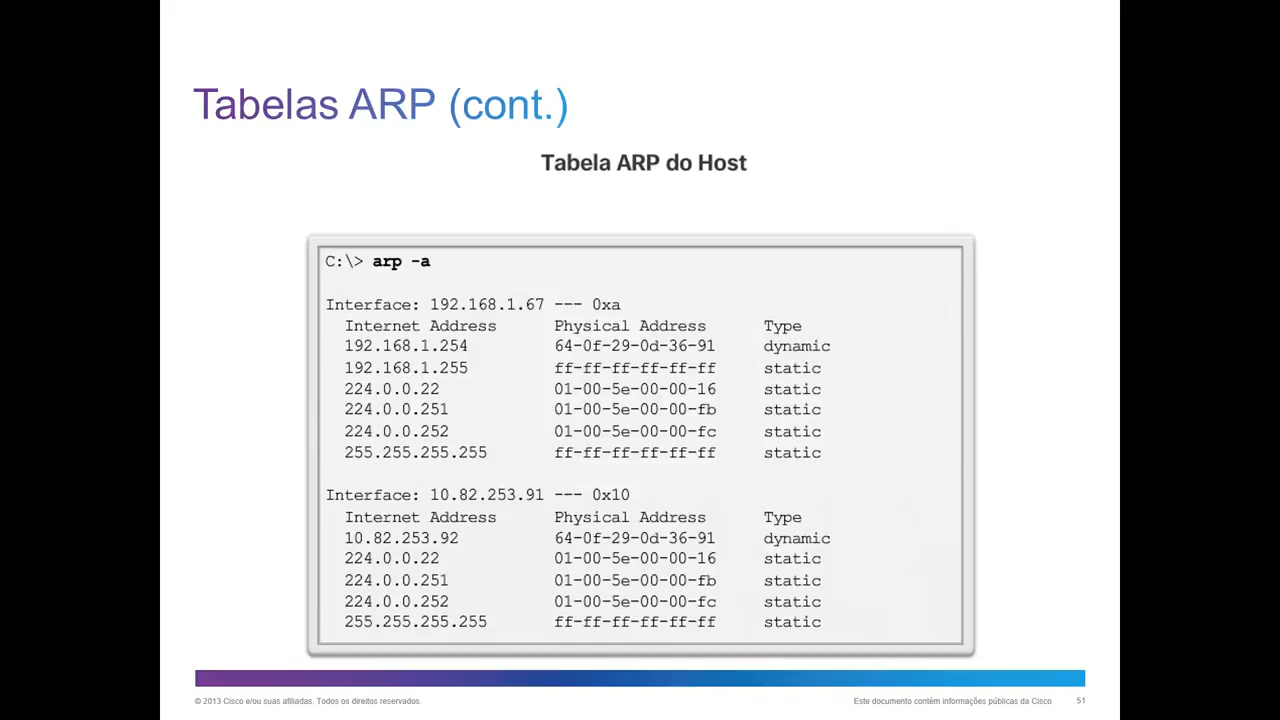 Tabelas ARP (cont.)
Tabela ARP do Host
C:\> arp -a
Interface: 192.168.1.67 --- 0xa
Internet Address Physical Address Type
192.168.1.254 64-0f-29-0d-36-91 dynamic
192.168.1.255 ff-ff-ff-ff-ff-ff static
224.0.0.22 01-00-5e-00-00-16 static
224.0.0.251 01-00-5e-00-00-fb static
224.0.0.252 01-00-5e-00-00-fc static
255.255.255.255 ff-ff-ff-ff-ff-ff static
Interface: 10.82.253.91 --- 0x10
Internet Address Physical Address Type
10.82.253.92 64-0f-29-0d-36-91 dynamic
224.0.0.22 01-00-5e-00-00-16 static
224.0.0.251 01-00-5e-00-00-fb static
224.0.0.252 01-00-5e-00-00-fc static
255.255.255.255 ff-ff-ff-ff-ff-ff static
© 2013 Cisco e/ou suas afiliadas. Todos os direitos reservados. Este documento contém informações públicas da Cisco 51